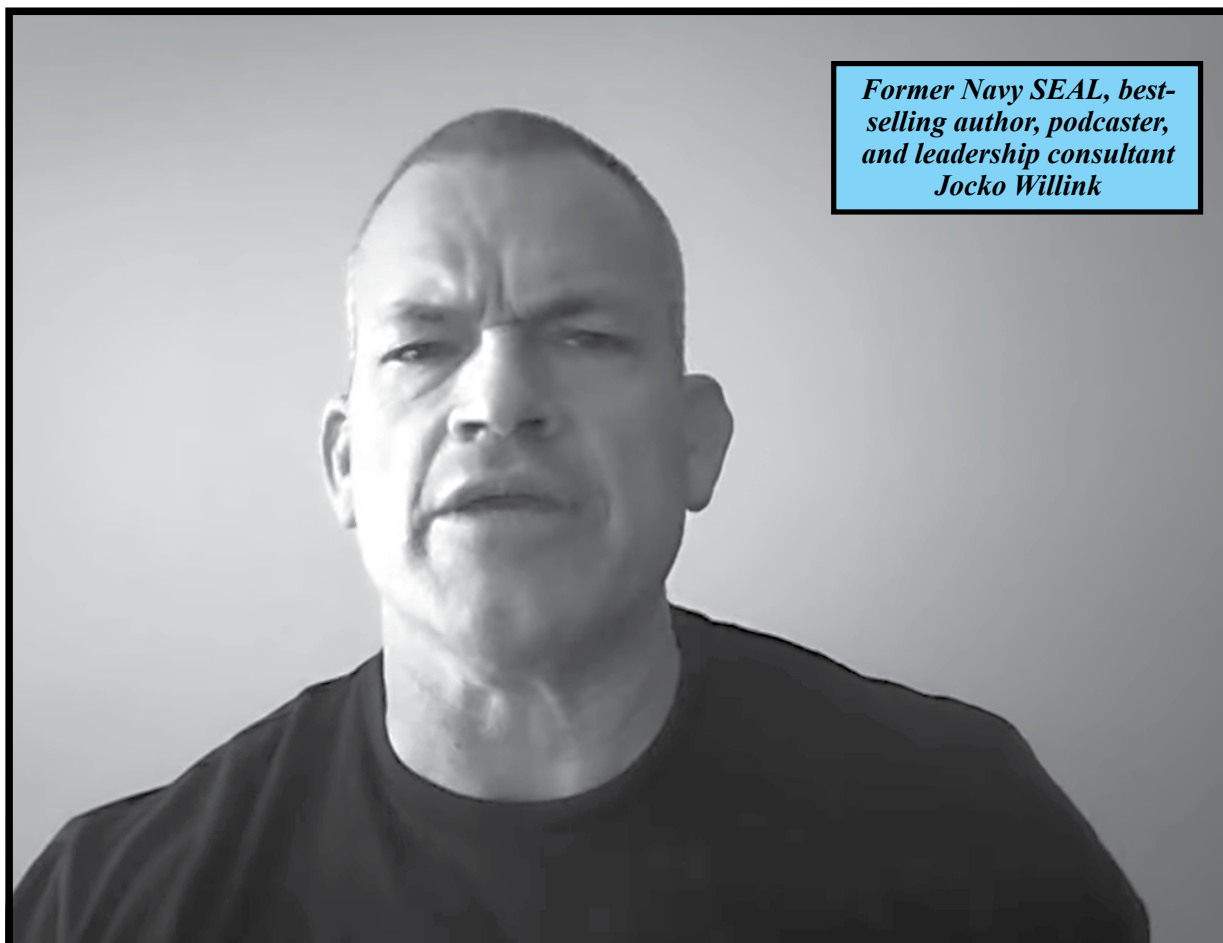 Former Navy SEAL, best-
selling author, podcaster,
and leadership consultant
Jocko Willink